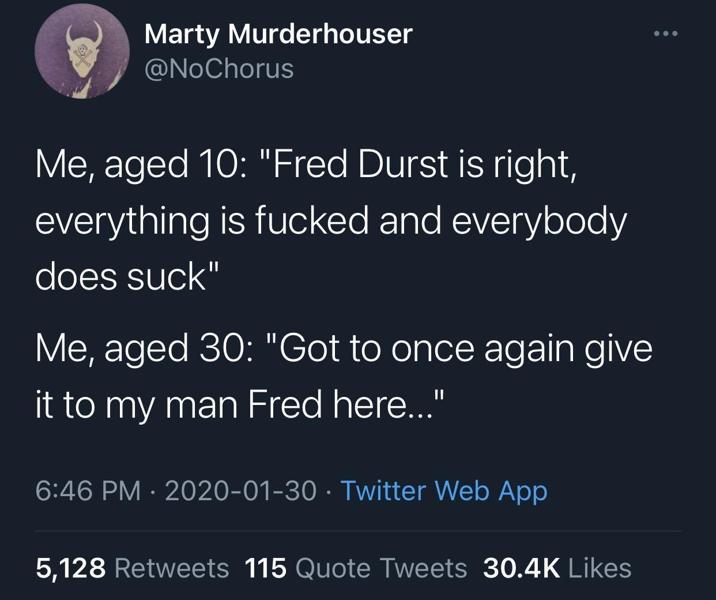 Marty Murderhouser
@NoChorus
Me, aged 10: "Fred Durst is right,
everything is fucked and everybody
does suck"
Me, aged 30: "Got to once again give
it to my man Fred here..."
6:46 PM · 2020-01-30 · Twitter Web App
5,128 Retweets 115 Quote Tweets 30.4K Likes